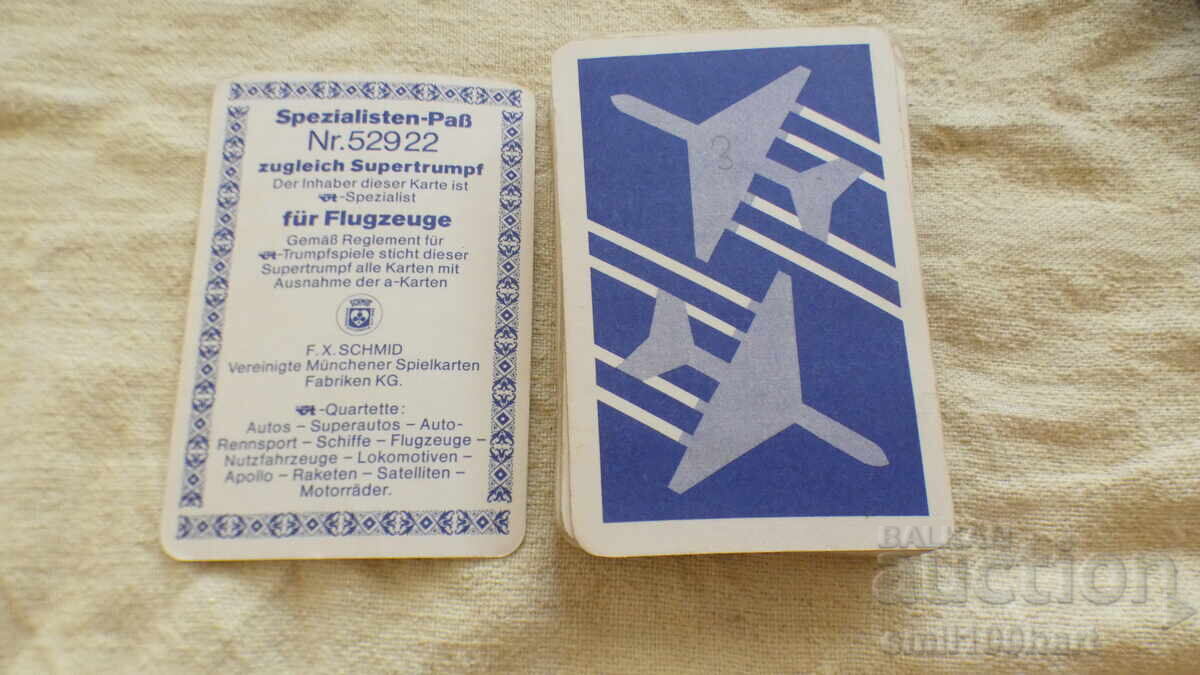 Spezialisten-Paß
Nr. 52922
zugleich Supertrumpf
Der Inhaber dieser Karte ist
-Spezialist
für Flugzeuge
Gemäß Reglement für
-Trumpfspiele sticht dieser
Supertrumpf alle Karten mit
Ausnahme der a-Karten
F. X. SCHMID
Vereinigte Münchener Spielkarten
Fabriken KG.
-Quartette:
Autos – Superautos – Auto-
Rennsport – Schiffe – Flugzeuge –
Nutzfahrzeuge – Lokomotiven –
Apollo – Raketen – Satelliten –
Motorräder.
3
BALKAN
auction
emil100hart